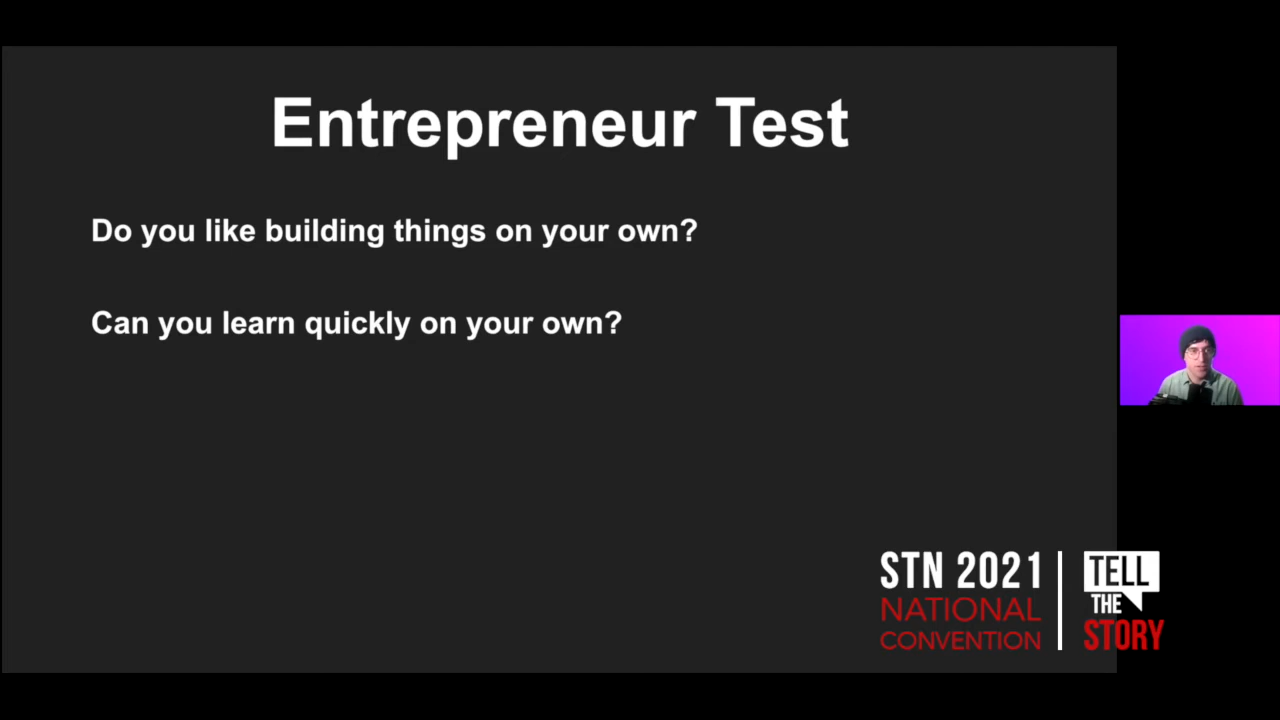 Entrepreneur Test
Do you like building things on your own?
Can you learn quickly on your own?
STN 2021
NATIONAL
CONVENTION
TELL
THE
STORY